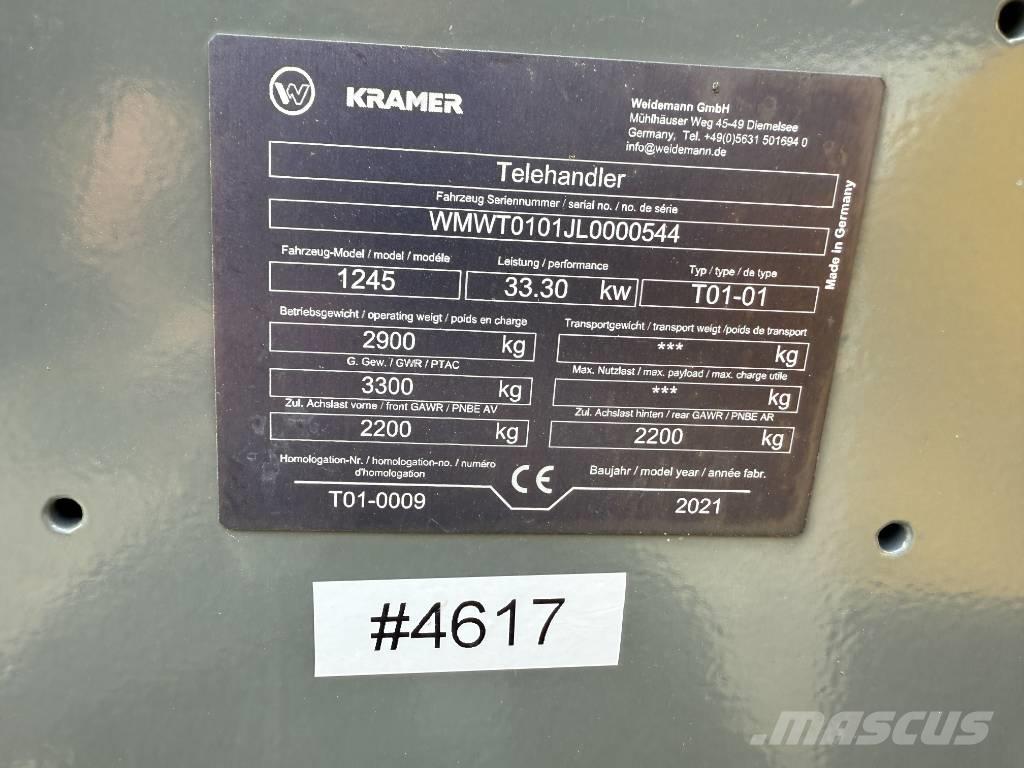 W KRAMER
Weidemann GmbH
Mühlhäuser Weg 45-49 Diemelsee
Germany, Tel. +49(0)5631 501694 0
info@weidemann.de
Telehandler
Fahrzeug Seriennummer / serial no. / no. de série
WMWT0101JL0000544
Made in Germany
Fahrzeug-Model / model / modéle
1245
Leistung / performance
33.30 kw
Typ / type / de type
T01-01
Betriebsgewicht / operating weigt / poids en charge
2900 kg
Transportgewicht / transport weigt /poids de transport
*** kg
G. Gew. / GWR / PTAC
3300 kg
Max. Nutzlast / max. payload / max. charge utile
*** kg
Zul. Achslast vorne / front GAWR / PNBE AV
2200 kg
Zul. Achslast hinten / rear GAWR / PNBE AR
2200 kg
Homologation-Nr. / homologation-no. / numéro
d'homologation
T01-0009
CE
Baujahr / model year / année fabr.
2021
#4617
MASCUS